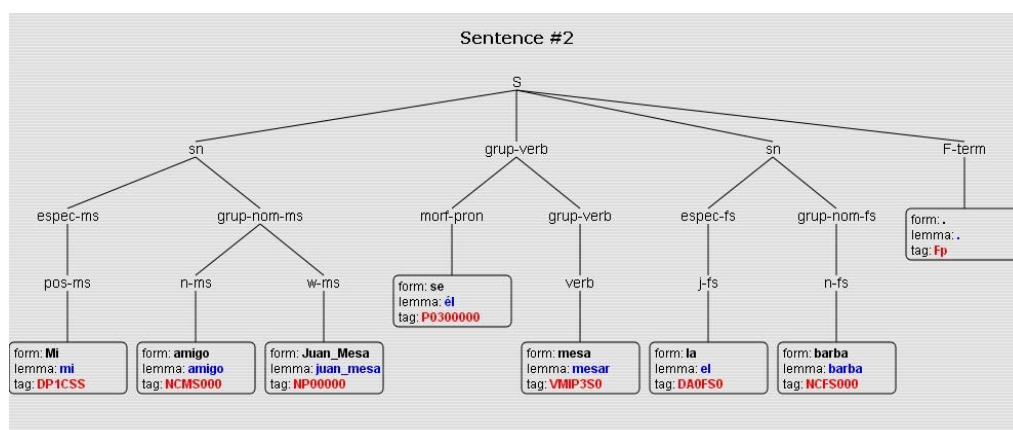 Sentence #2
S
sn grup-verb sn F-term
espec-ms grup-nom-ms morf-pron grup-verb espec-fs grup-nom-fs
form: .
lemma: .
tag: Fp
pos-ms n-ms w-ms verb j-fs n-fs
form: se
lemma: él
tag: P0300000
form: Mi
lemma: mi
tag: DP1CSS
form: amigo
lemma: amigo
tag: NCMS000
form: Juan_Mesa
lemma: juan_mesa
tag: NP00000
form: mesa
lemma: mesar
tag: VMIP3S0
form: la
lemma: el
tag: DA0FS0
form: barba
lemma: barba
tag: NCFS000